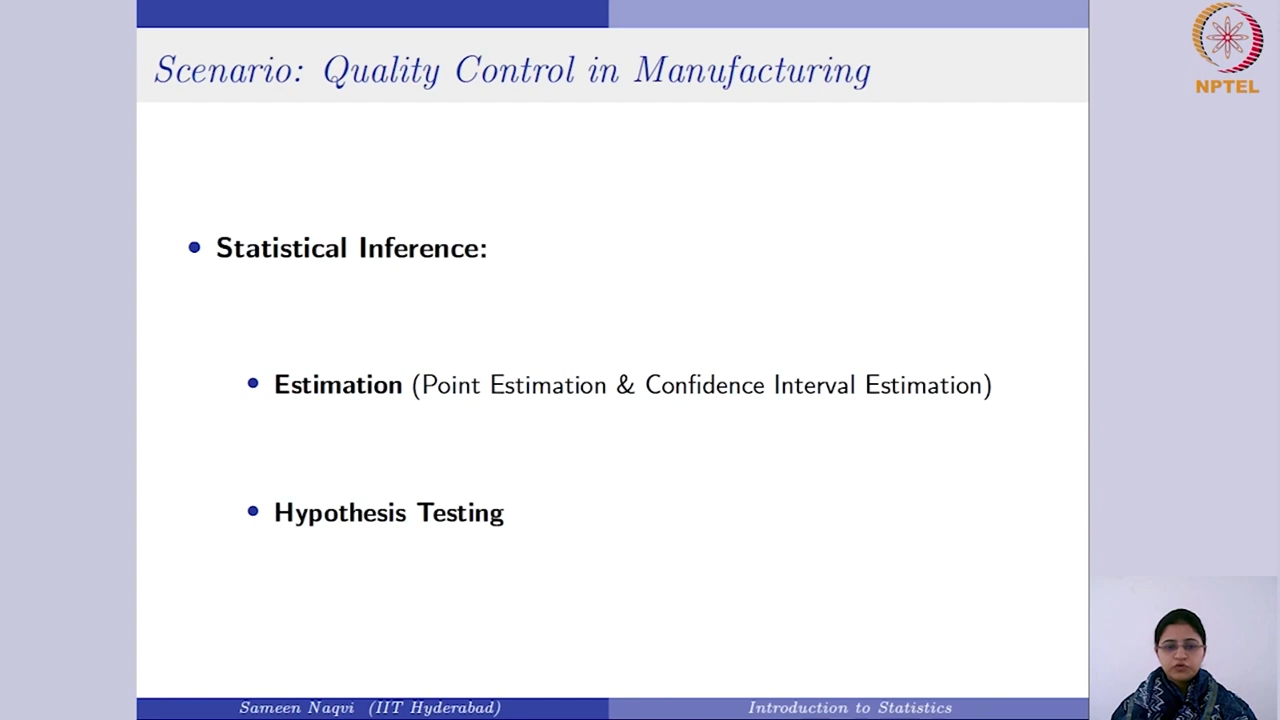 Scenario: Quality Control in Manufacturing
NPTEL
• Statistical Inference:
• Estimation (Point Estimation & Confidence Interval Estimation)
• Hypothesis Testing
Sameen Naqvi (IIT Hyderabad)
Introduction to Statistics